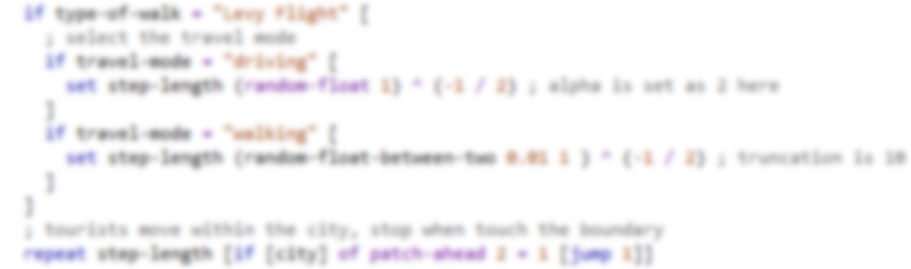 if type-of-walk = "Levy Flight" [
; select the travel mode
if travel-mode = "driving" [
set step-length (random-float 1) ^ (-1 / 2) ; alpha is set as 2 here
]
if travel-mode = "walking" [
set step-length (random-float-between-two 0.01 1 ) ^ (-1 / 2) ; truncation is 10
]
]
; tourists move within the city, stop when touch the boundary
repeat step-length [if [city] of patch-ahead 2 = 1 [jump 1]]